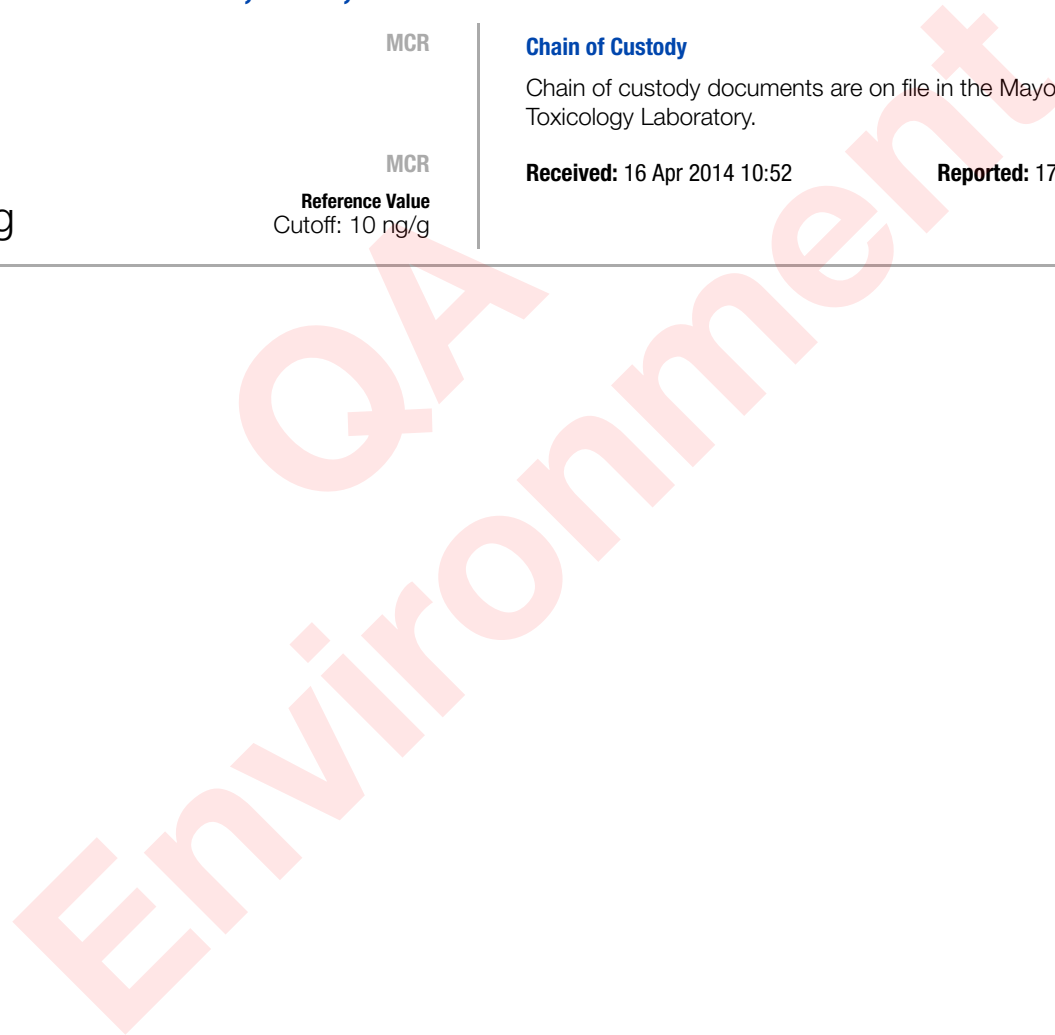 MCR
MCR
g
Reference Value
Cutoff: 10 ng/g
Chain of Custody
Chain of custody documents are on file in the Mayo
Toxicology Laboratory.
Received: 16 Apr 2014 10:52 Reported: 17
QA
Environment